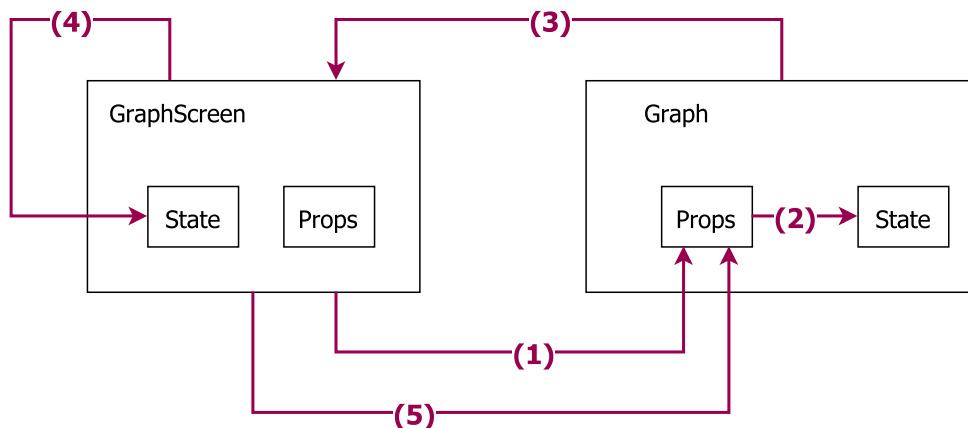 (4)
(3)
GraphScreen
Graph
State
Props
Props
(2)
State
(1)
(5)